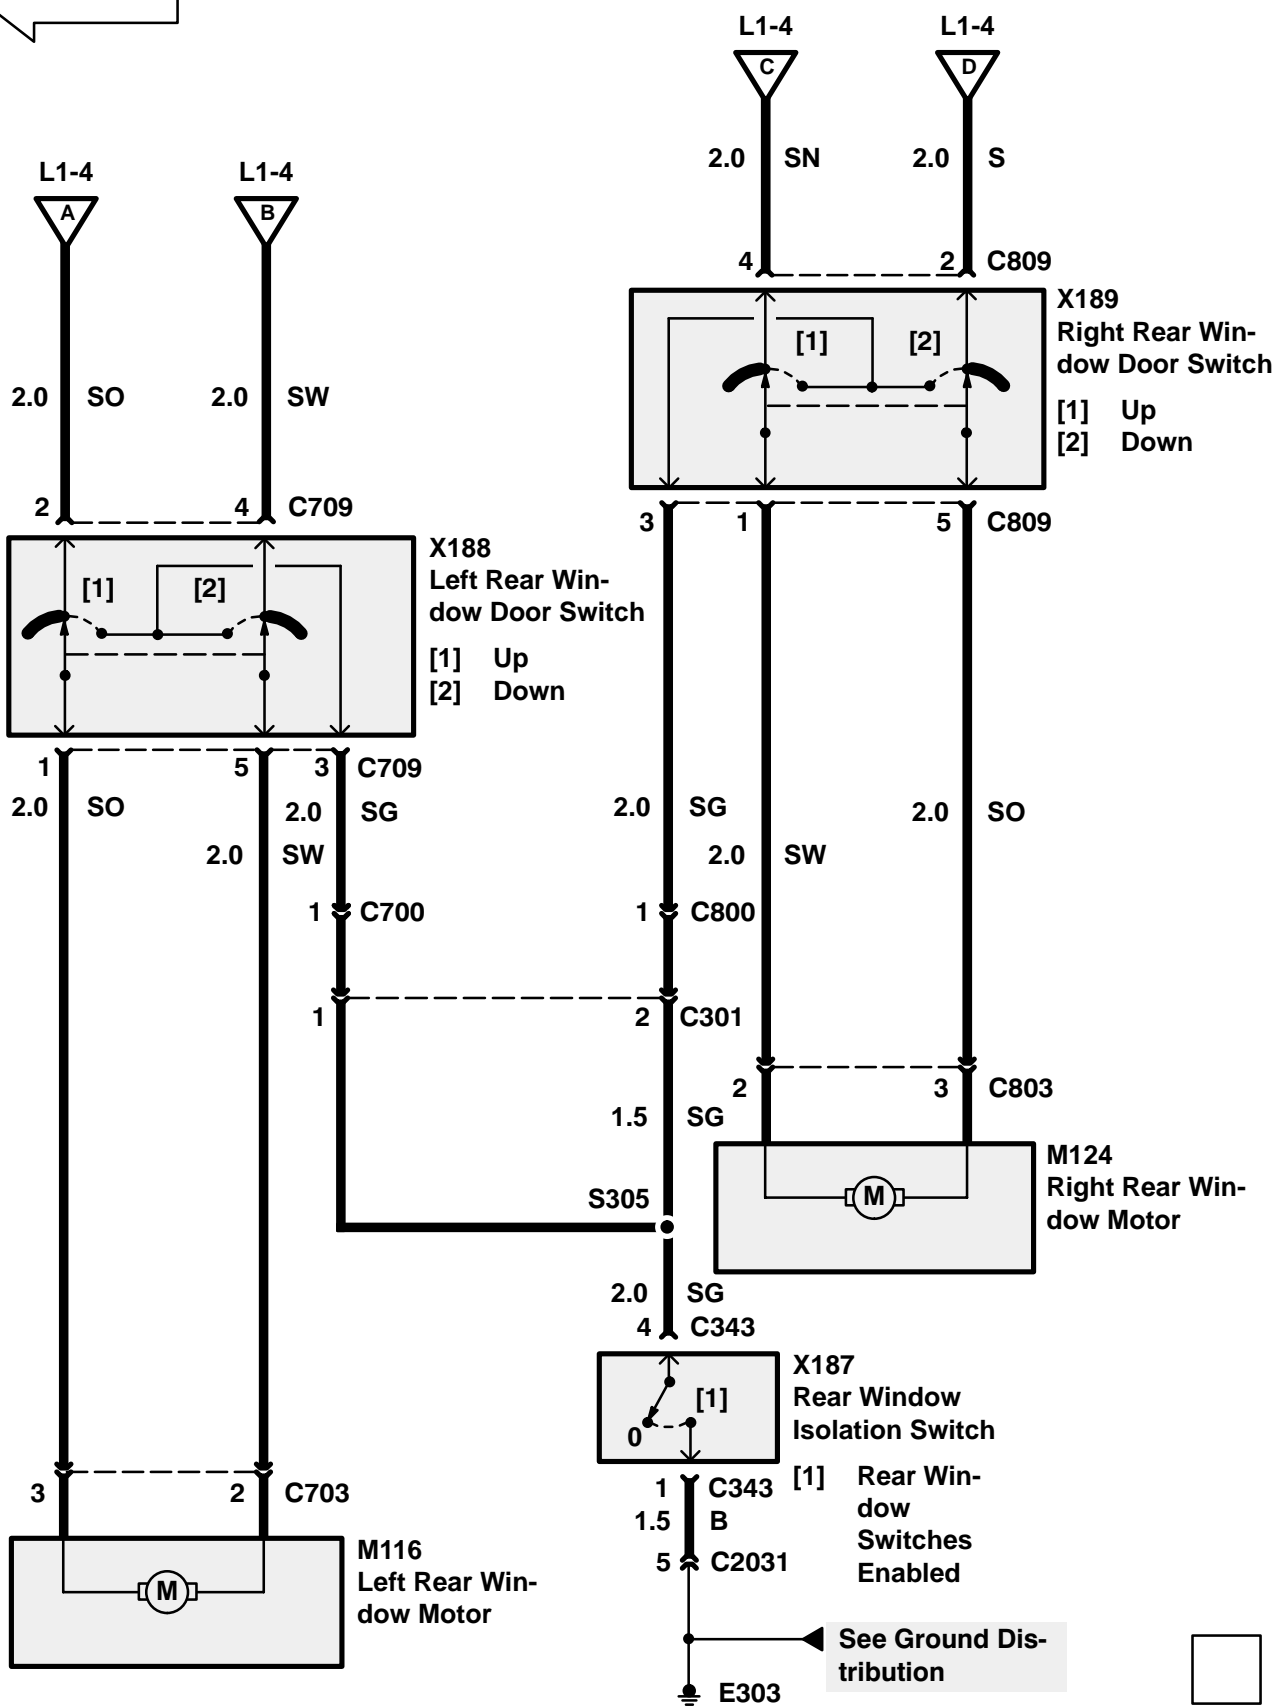 L1-4 L1-4
C D
2.0 SN 2.0 S
L1-4 L1-4
A B
4 2 C809
X189
Right Rear Win-
dow Door Switch
[1] Up
[2] Down
[1] [2]
2.0 SO 2.0 SW
2 4 C709
3 1 5 C809
X188
Left Rear Win-
dow Door Switch
[1] Up
[2] Down
[1] [2]
1 5 3 C709
2.0 SO 2.0 SG 2.0 SG 2.0 SO
2.0 SW 2.0 SW
1 C700 1 C800
1 2 C301
2 3 C803
1.5 SG
M124
Right Rear Win-
dow Motor
M
S305
2.0 SG
4 C343
X187
Rear Window
Isolation Switch
[1]
0
[1] Rear Win-
dow
Switches
Enabled
1 C343
1.5 B
5 C2031
3 2 C703
M116
Left Rear Win-
dow Motor
M
See Ground Dis-
tribution
E303